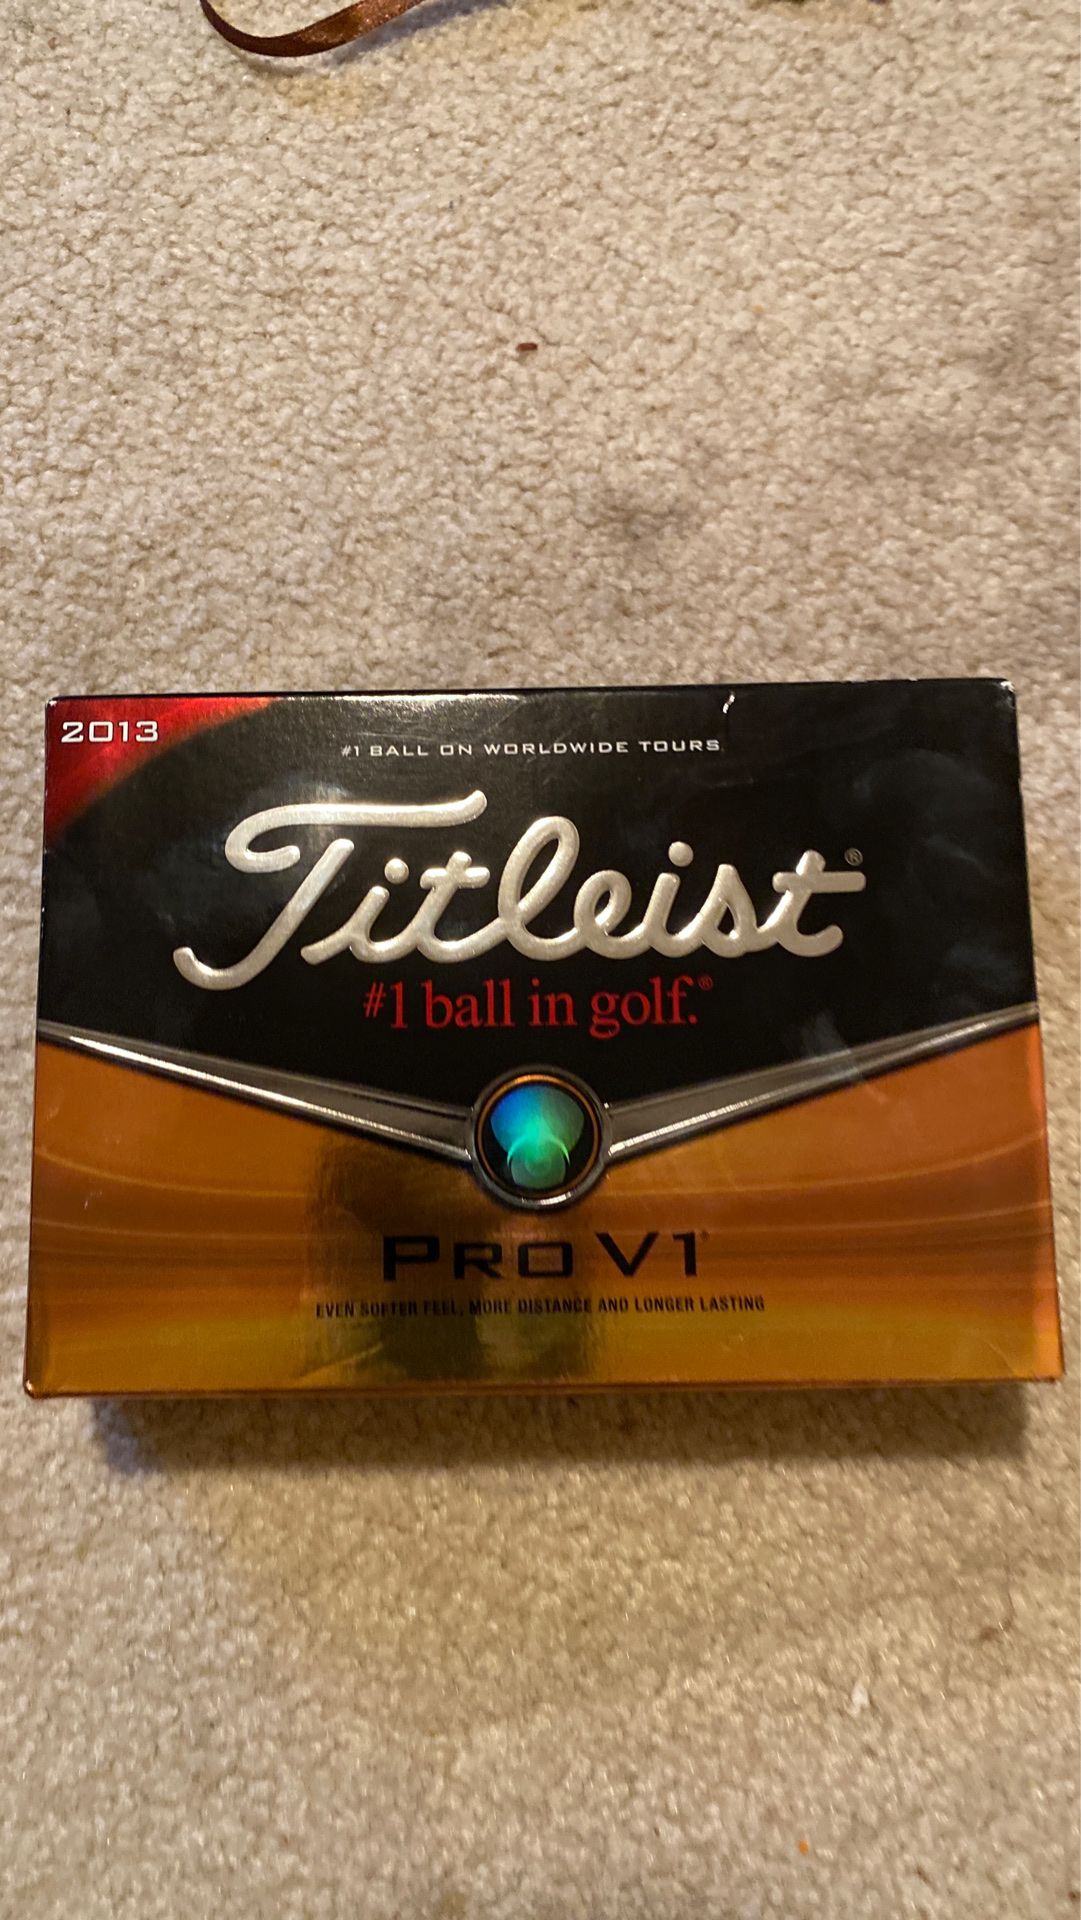 2013
#1 BALL ON WORLDWIDE TOURS
Titleist®
#1 ball in golf.®
PRO V1
EVEN SOFTER FEEL, MORE DISTANCE AND LONGER LASTING